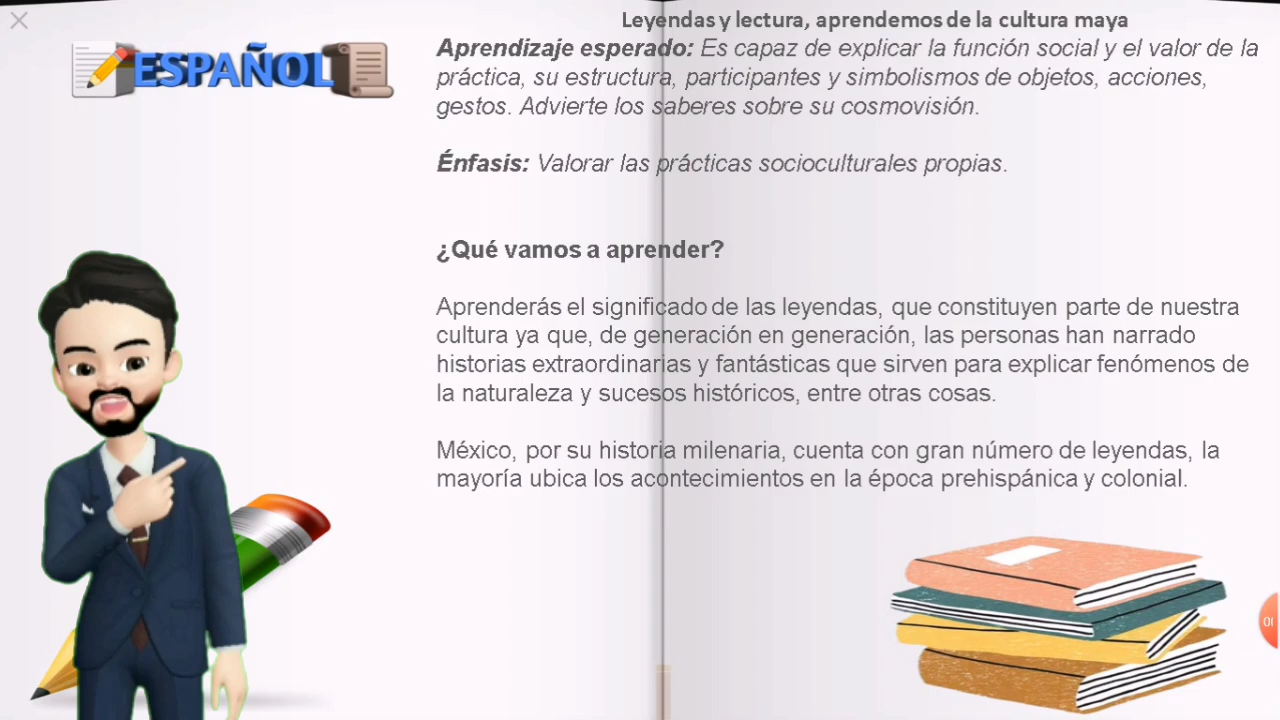 Leyendas y lectura, aprendemos de la cultura maya
ESPAÑOL
Aprendizaje esperado: Es capaz de explicar la función social y el valor de la
práctica, su estructura, participantes y simbolismos de objetos, acciones,
gestos. Advierte los saberes sobre su cosmovisión.
Énfasis: Valorar las prácticas socioculturales propias.
¿Qué vamos a aprender?
Aprenderás el significado de las leyendas, que constituyen parte de nuestra
cultura ya que, de generación en generación, las personas han narrado
historias extraordinarias y fantásticas que sirven para explicar fenómenos de
la naturaleza y sucesos históricos, entre otras cosas.
México, por su historia milenaria, cuenta con gran número de leyendas, la
mayoría ubica los acontecimientos en la época prehispánica y colonial.